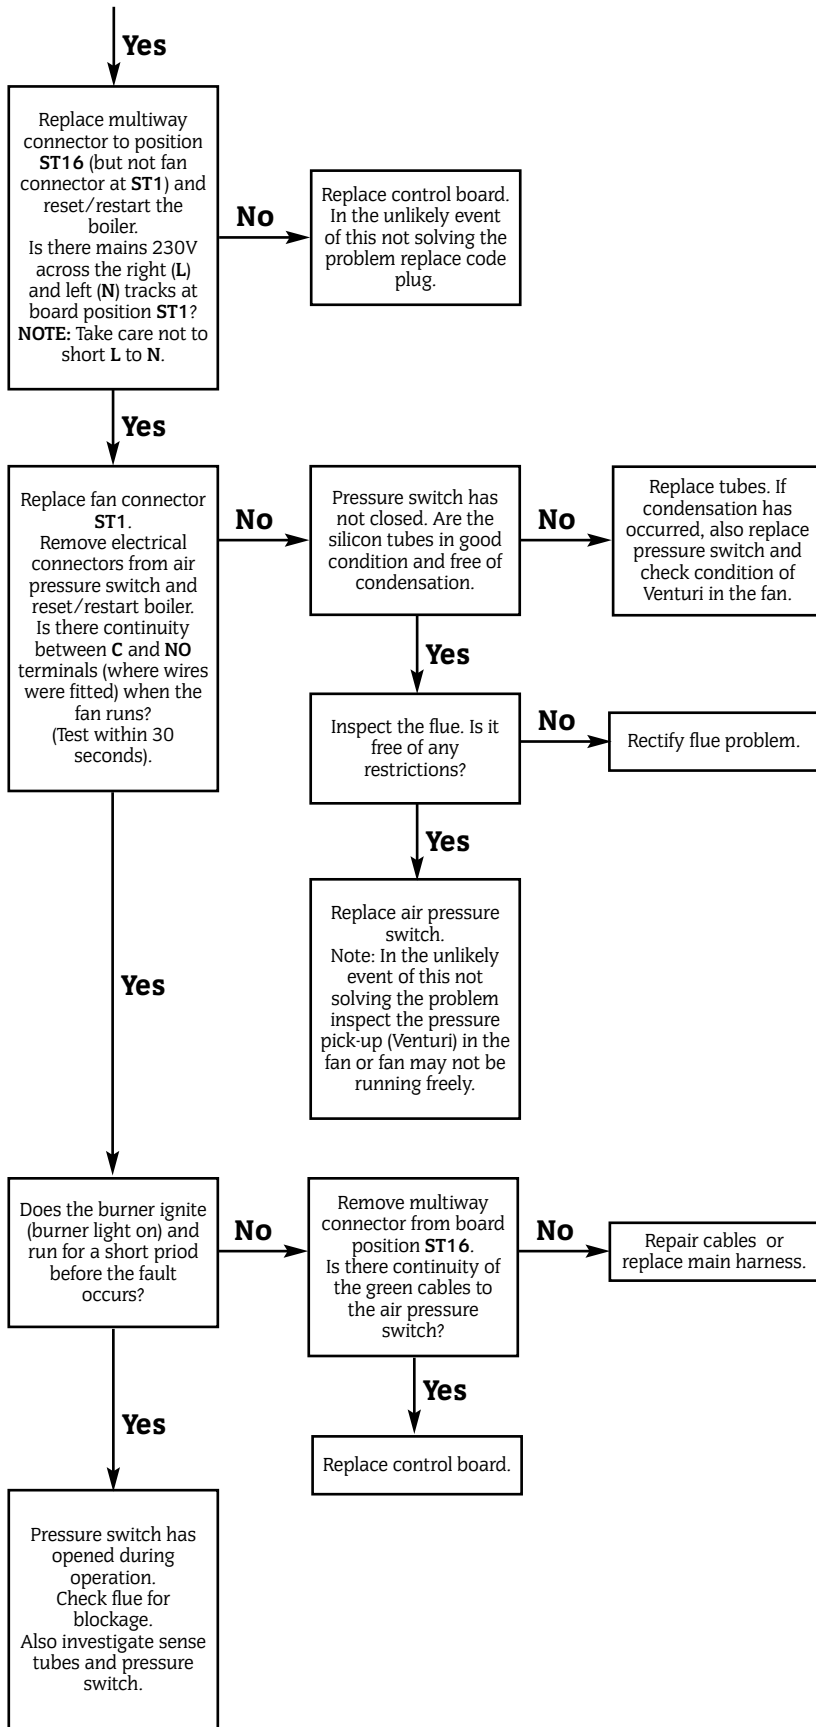 Yes
Replace multiway
connector to position
ST16 (but not fan
connector at ST1) and
reset/restart the
boiler.
Is there mains 230V
across the right (L)
and left (N) tracks at
board position ST1?
NOTE: Take care not to
short L to N.
No
Replace control board.
In the unlikely event
of this not solving the
problem replace code
plug.
Yes
Replace fan connector
ST1.
Remove electrical
connectors from air
pressure switch and
reset/restart boiler.
Is there continuity
between C and NO
terminals (where wires
were fitted) when the
fan runs?
(Test within 30
seconds).
No
Pressure switch has
not closed. Are the
silicon tubes in good
condition and free of
condensation.
No
Replace tubes. If
condensation has
occurred, also replace
pressure switch and
check condition of
Venturi in the fan.
Yes
Inspect the flue. Is it
free of any
restrictions?
No
Rectify flue problem.
Yes
Replace air pressure
switch.
Note: In the unlikely
event of this not
solving the problem
inspect the pressure
pick-up (Venturi) in the
fan or fan may not be
running freely.
Yes
Does the burner ignite
(burner light on) and
run for a short priod
before the fault
occurs?
No
Remove multiway
connector from board
position ST16.
Is there continuity of
the green cables to
the air pressure
switch?
No
Repair cables or
replace main harness.
Yes
Replace control board.
Yes
Pressure switch has
opened during
operation.
Check flue for
blockage.
Also investigate sense
tubes and pressure
switch.